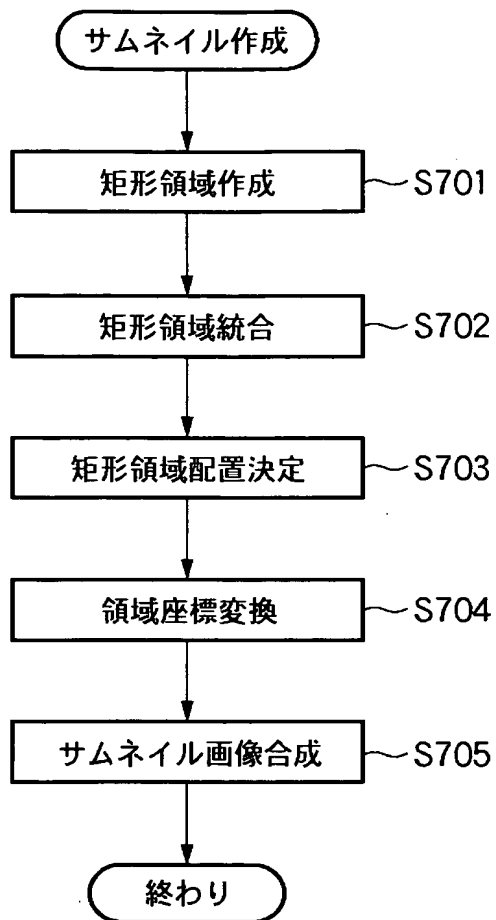 サムネイル作成
矩形領域作成 S701
矩形領域統合 S702
矩形領域配置決定 S703
領域座標変換 S704
サムネイル画像合成 S705
終わり